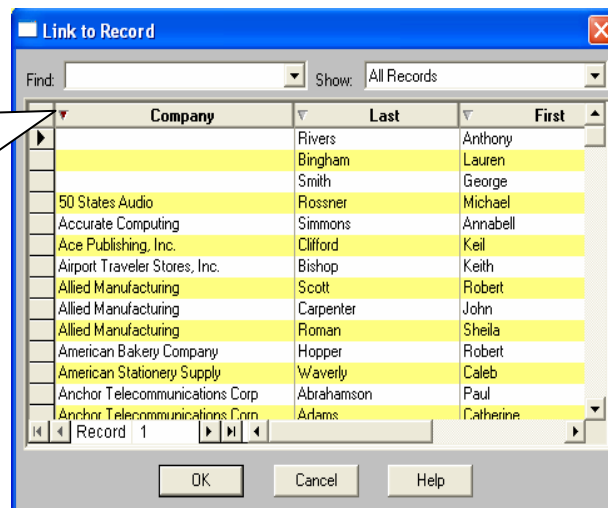 Link to Record
Find: Show: All Records
Company Last First
Rivers Anthony
Bingham Lauren
Smith George
50 States Audio Rossner Michael
Accurate Computing Simmons Annabell
Ace Publishing, Inc. Clifford Keil
Airport Traveler Stores, Inc. Bishop Keith
Allied Manufacturing Scott Robert
Allied Manufacturing Carpenter John
Allied Manufacturing Roman Sheila
American Bakery Company Hopper Robert
American Stationery Supply Waverly Caleb
Anchor Telecommunications Corp Abrahamson Paul
Anchor Telecommunications Corp Adams Catherine
Record 1
OK Cancel Help